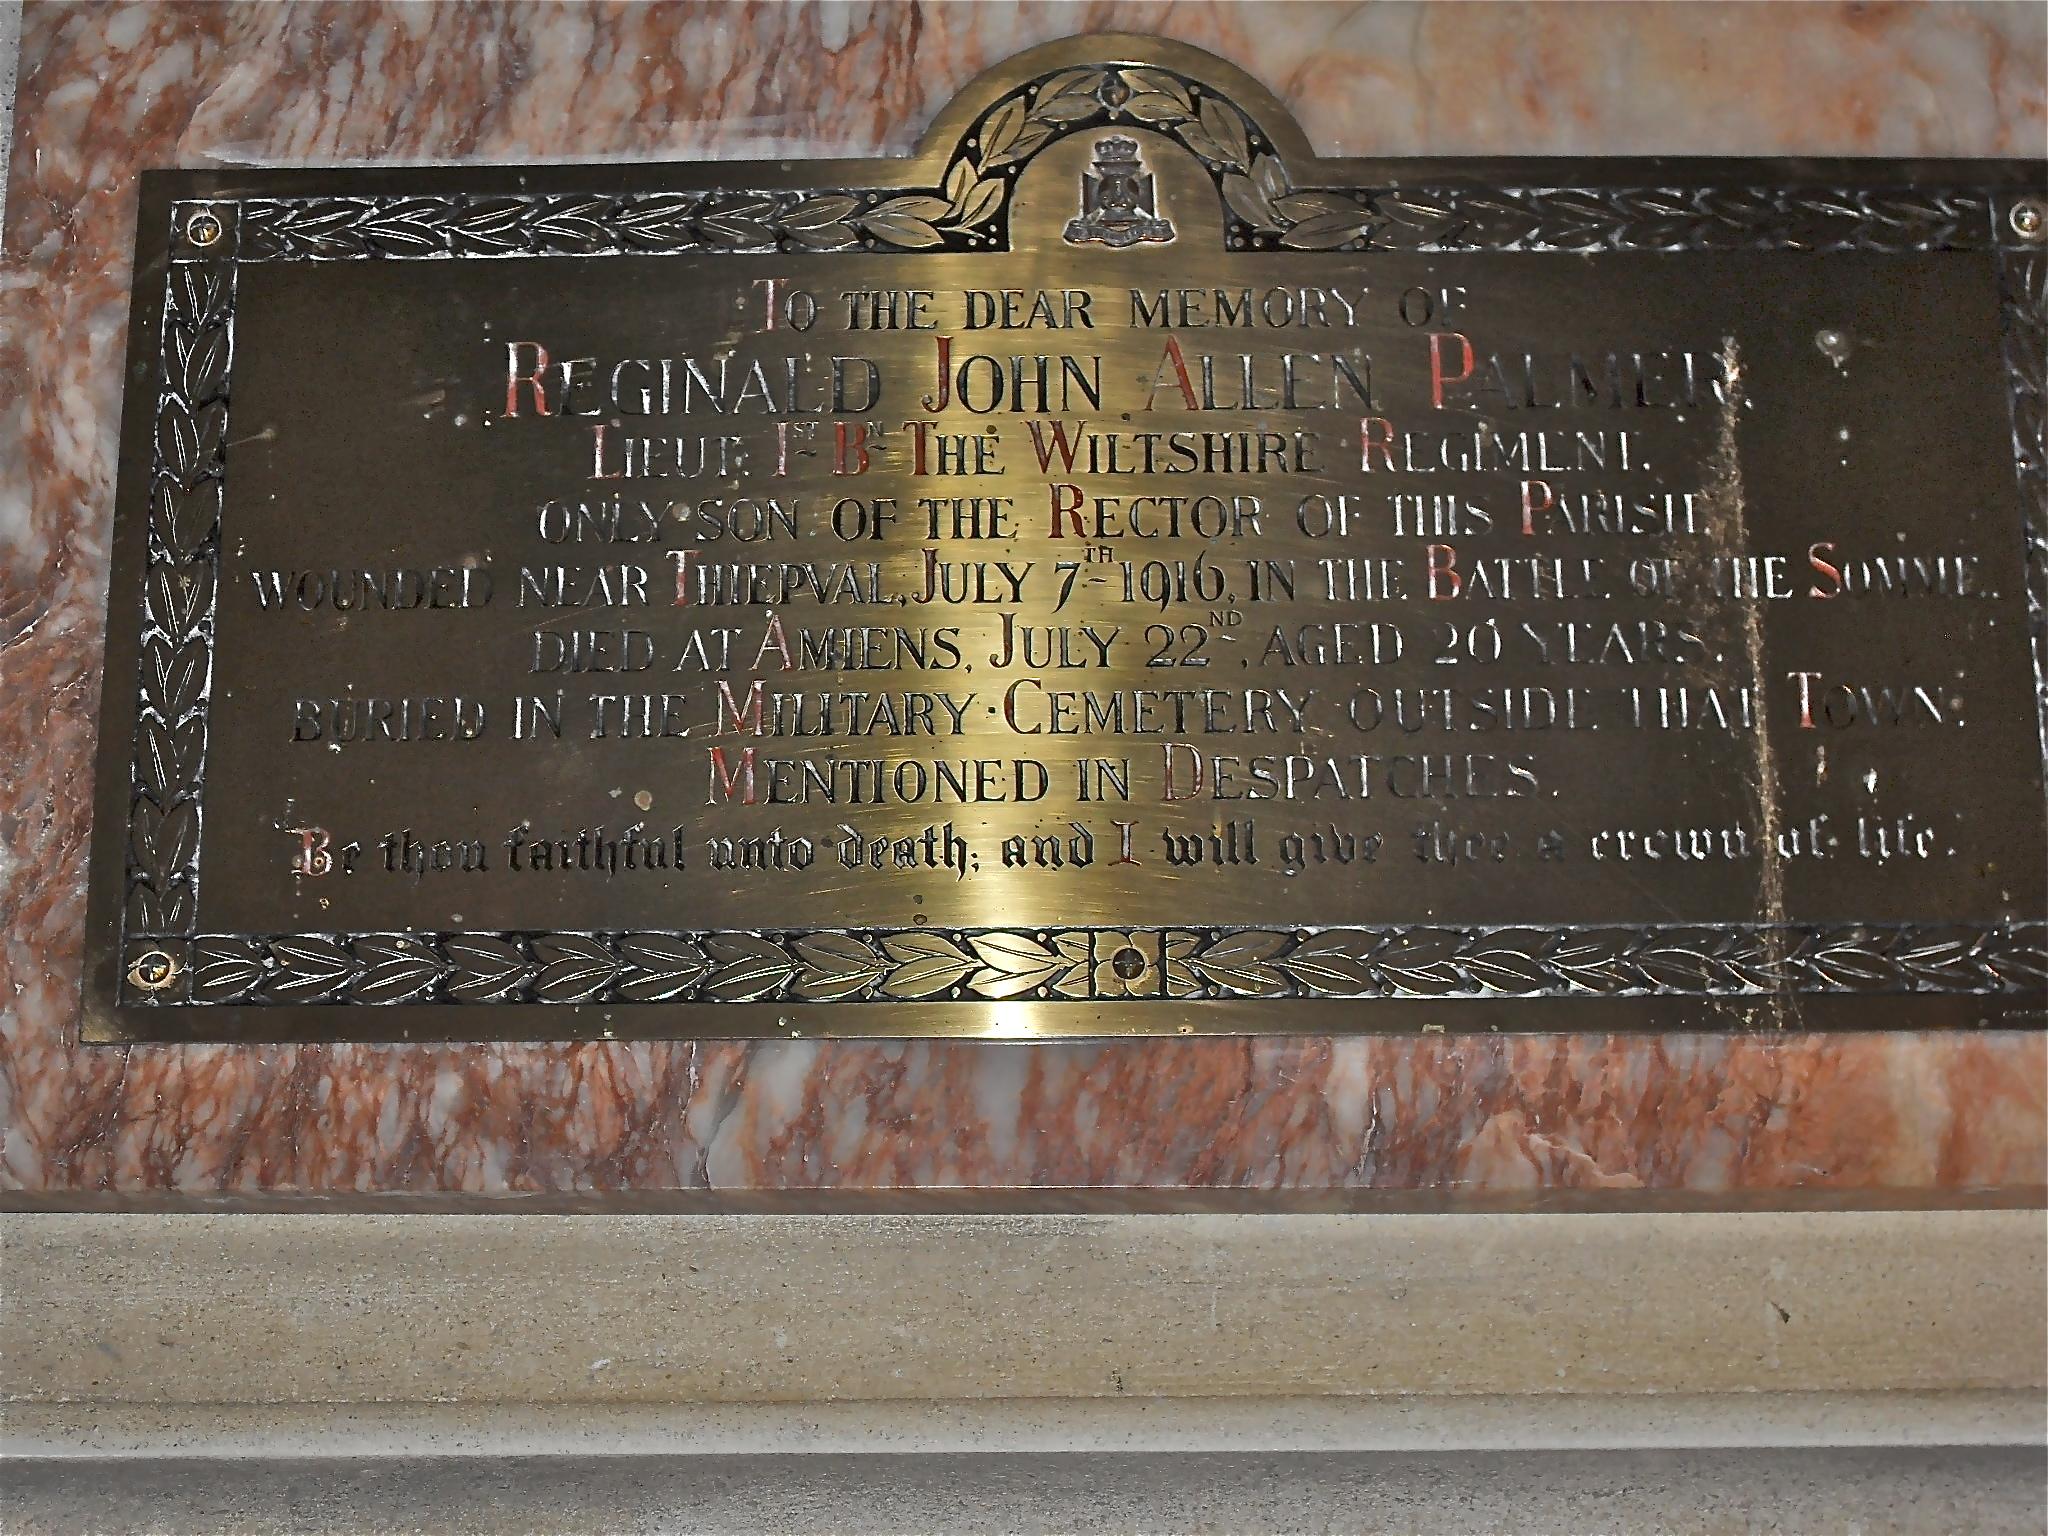 To the dear memory of
Reginald John Allen Palmer,
Lieut: 1st Bn The Wiltshire Regiment.
only son of the Rector of this Parish.
wounded near Thiepval, July 7th 1916, in the Battle of the Somme.
died at Amiens, July 22nd, aged 20 years.
buried in the Military Cemetery outside that Town.
Mentioned in Despatches.
Be thou faithful unto death; and I will give thee a crown of life.